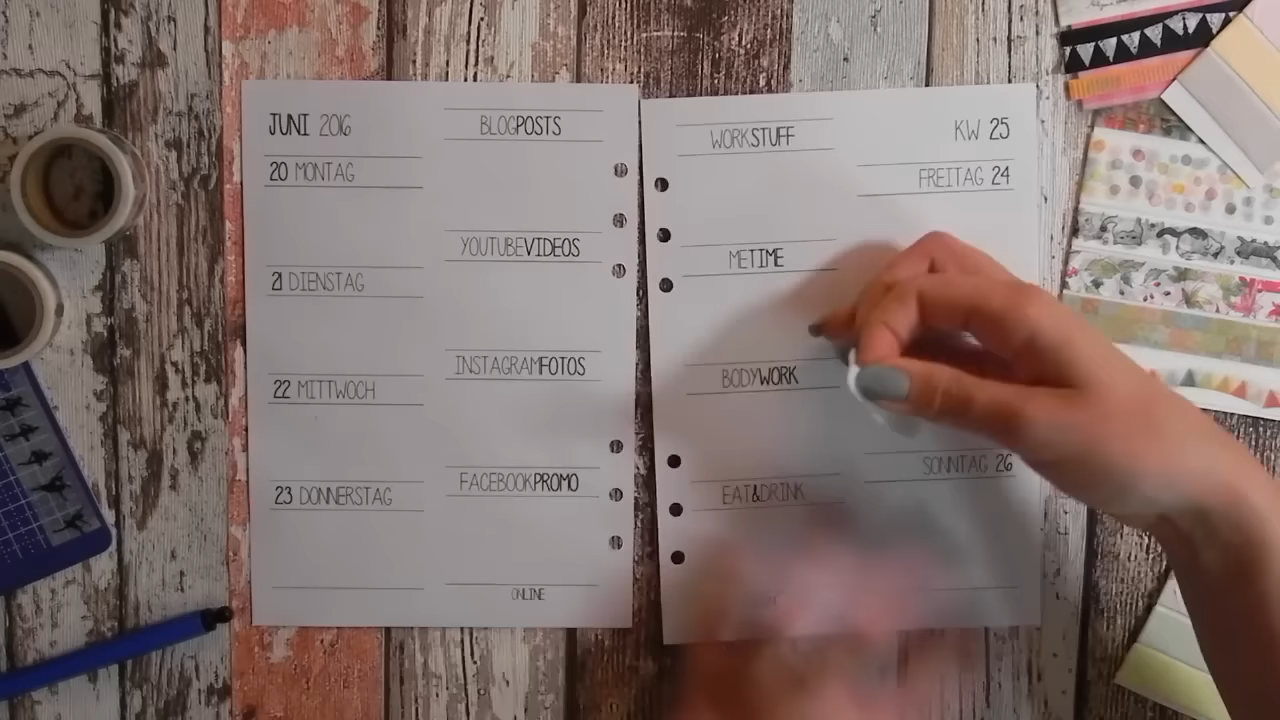 JUNI 2016
20 MONTAG
21 DIENSTAG
22 MITTWOCH
23 DONNERSTAG
BLOGPOSTS
YOUTUBEVIDEOS
INSTAGRAMFOTOS
FACEBOOKPROMO
ONLINE
WORKSTUFF
METIME
BODYWORK
EAT&DRINK
KW 25
FREITAG 24
SONNTAG 26